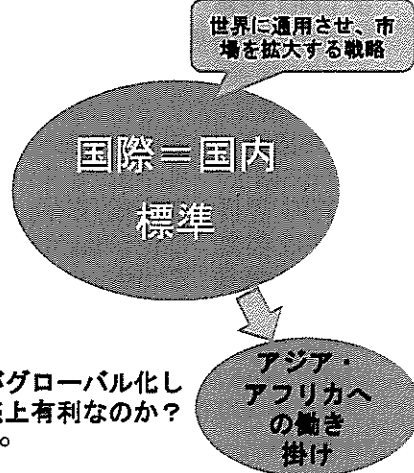 世界に通用させ、市
場を拡大する戦略
国際＝国内
標準
がグローバル化し
上有利なのか？
。
アジア・
アフリカへ
の働き
掛け